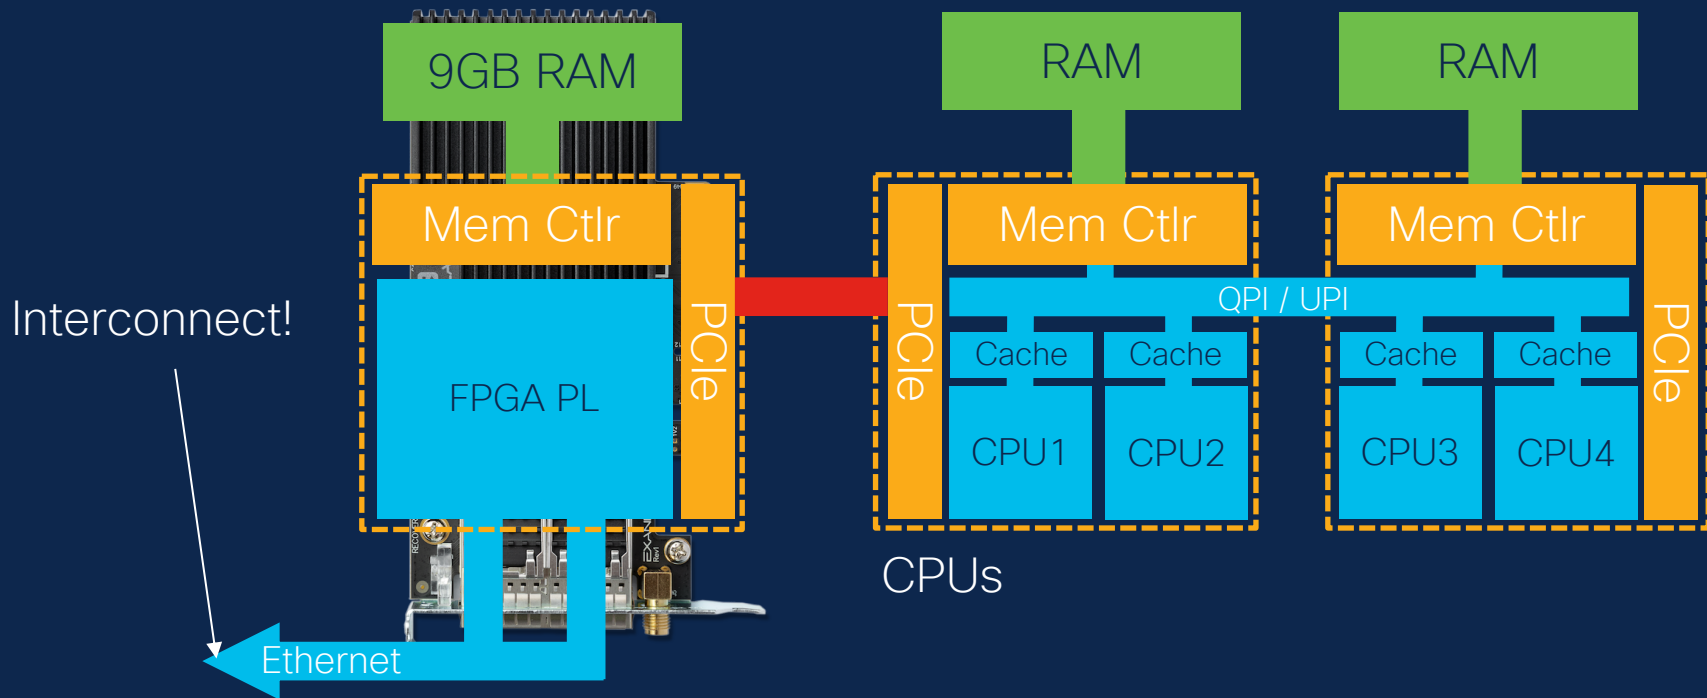 9GB RAM
RAM
RAM
Mem Ctlr
Mem Ctlr
Mem Ctlr
Interconnect!
PCIe
PCIe
QPI / UPI
PCIe
FPGA PL
Cache
Cache
Cache
Cache
CPU1
CPU2
CPU3
CPU4
CPUs
Ethernet